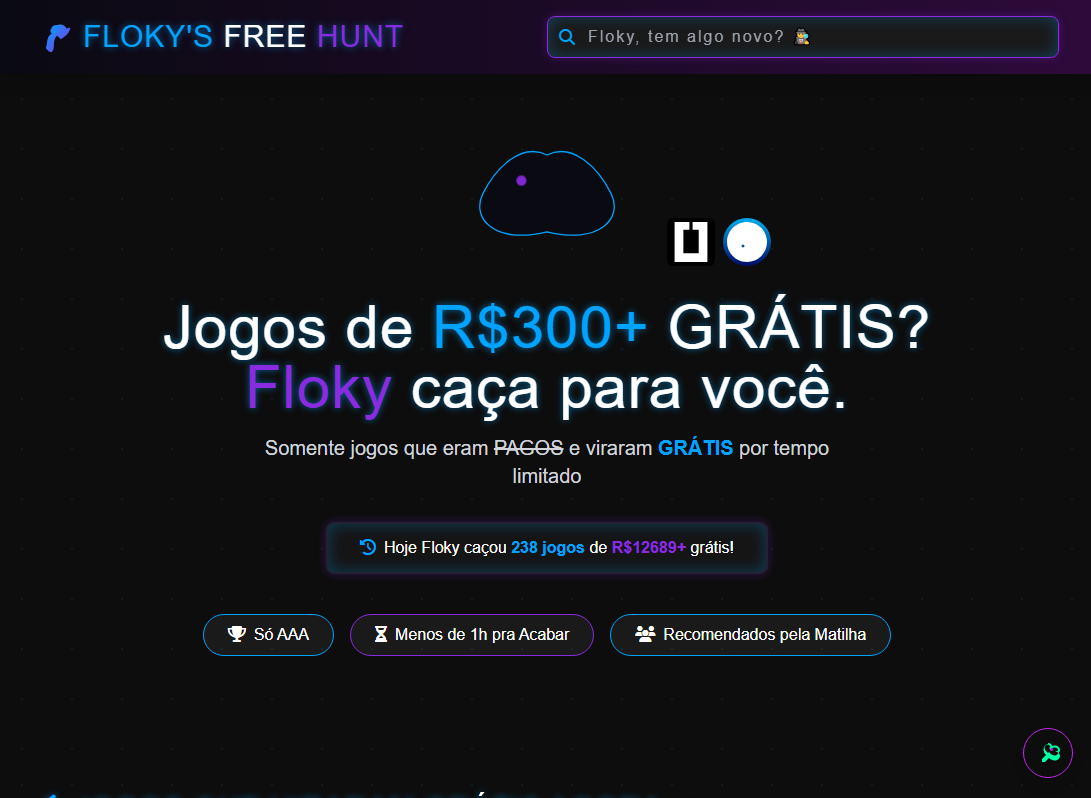 FLOKY'S FREE HUNT
Floky, tem algo novo?
Jogos de R$300+ GRÁTIS?
Floky caça para você.
Somente jogos que eram PAGOS e viraram GRÁTIS por tempo
limitado
Hoje Floky caçou 238 jogos de R$12689+ grátis!
Só AAA
Menos de 1h pra Acabar
Recomendados pela Matilha